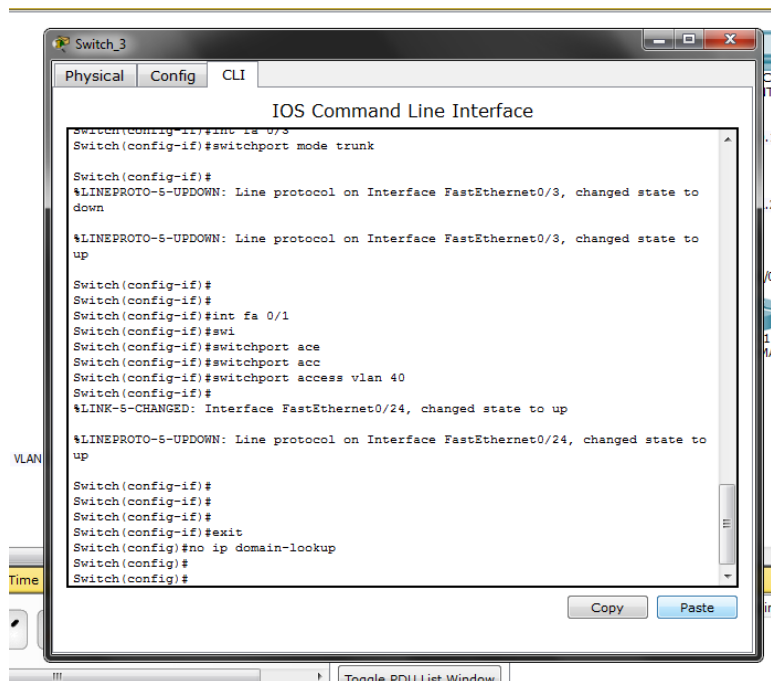 Switch_3
Physical Config CLI
IOS Command Line Interface
Switch(config-if)#int fa 0/3
Switch(config-if)#switchport mode trunk
Switch(config-if)#
%LINEPROTO-5-UPDOWN: Line protocol on Interface FastEthernet0/3, changed state to
down
%LINEPROTO-5-UPDOWN: Line protocol on Interface FastEthernet0/3, changed state to
up
Switch(config-if)#
Switch(config-if)#
Switch(config-if)#int fa 0/1
Switch(config-if)#swi
Switch(config-if)#switchport ace
Switch(config-if)#switchport acc
Switch(config-if)#switchport access vlan 40
Switch(config-if)#
%LINK-5-CHANGED: Interface FastEthernet0/24, changed state to up
%LINEPROTO-5-UPDOWN: Line protocol on Interface FastEthernet0/24, changed state to
up
Switch(config-if)#
Switch(config-if)#
Switch(config-if)#
Switch(config-if)#exit
Switch(config)#no ip domain-lookup
Switch(config)#
Switch(config)#
Copy Paste
VLAN
Time
Toggle PDU List Window